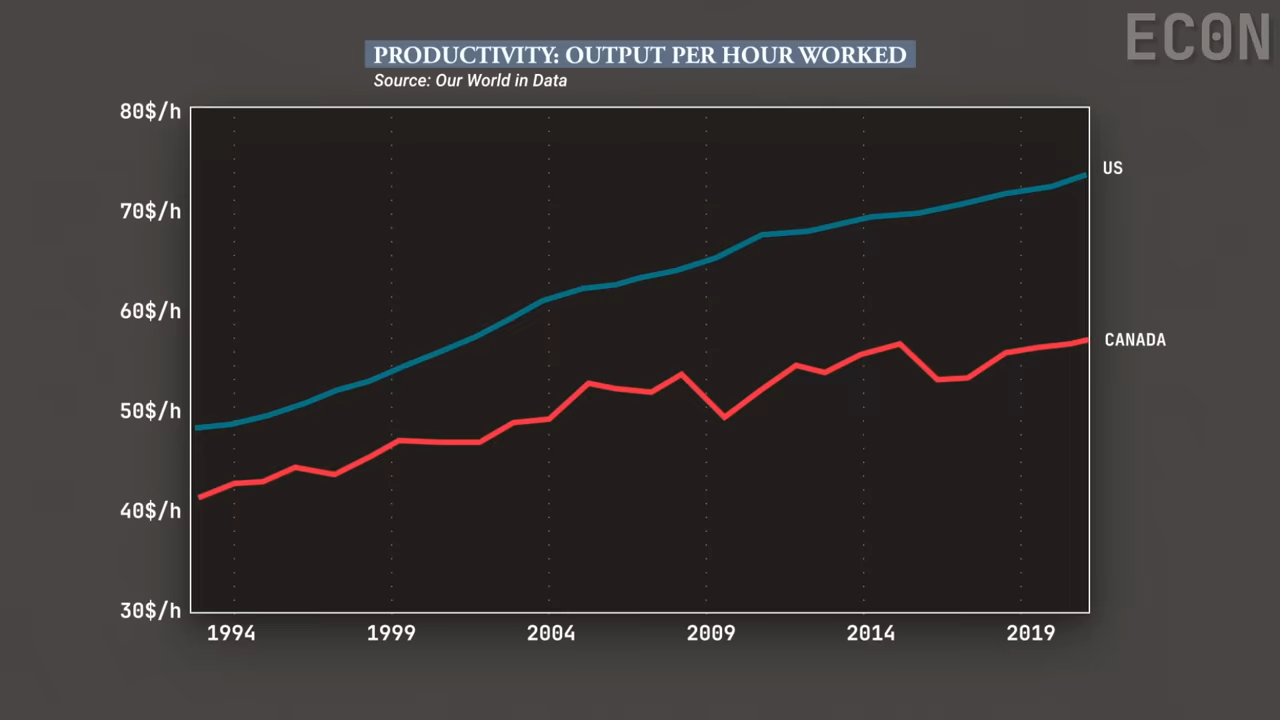 ECON
PRODUCTIVITY: OUTPUT PER HOUR WORKED
Source: Our World in Data
80$/h
70$/h
60$/h
50$/h
40$/h
30$/h
US
CANADA
1994 1999 2004 2009 2014 2019